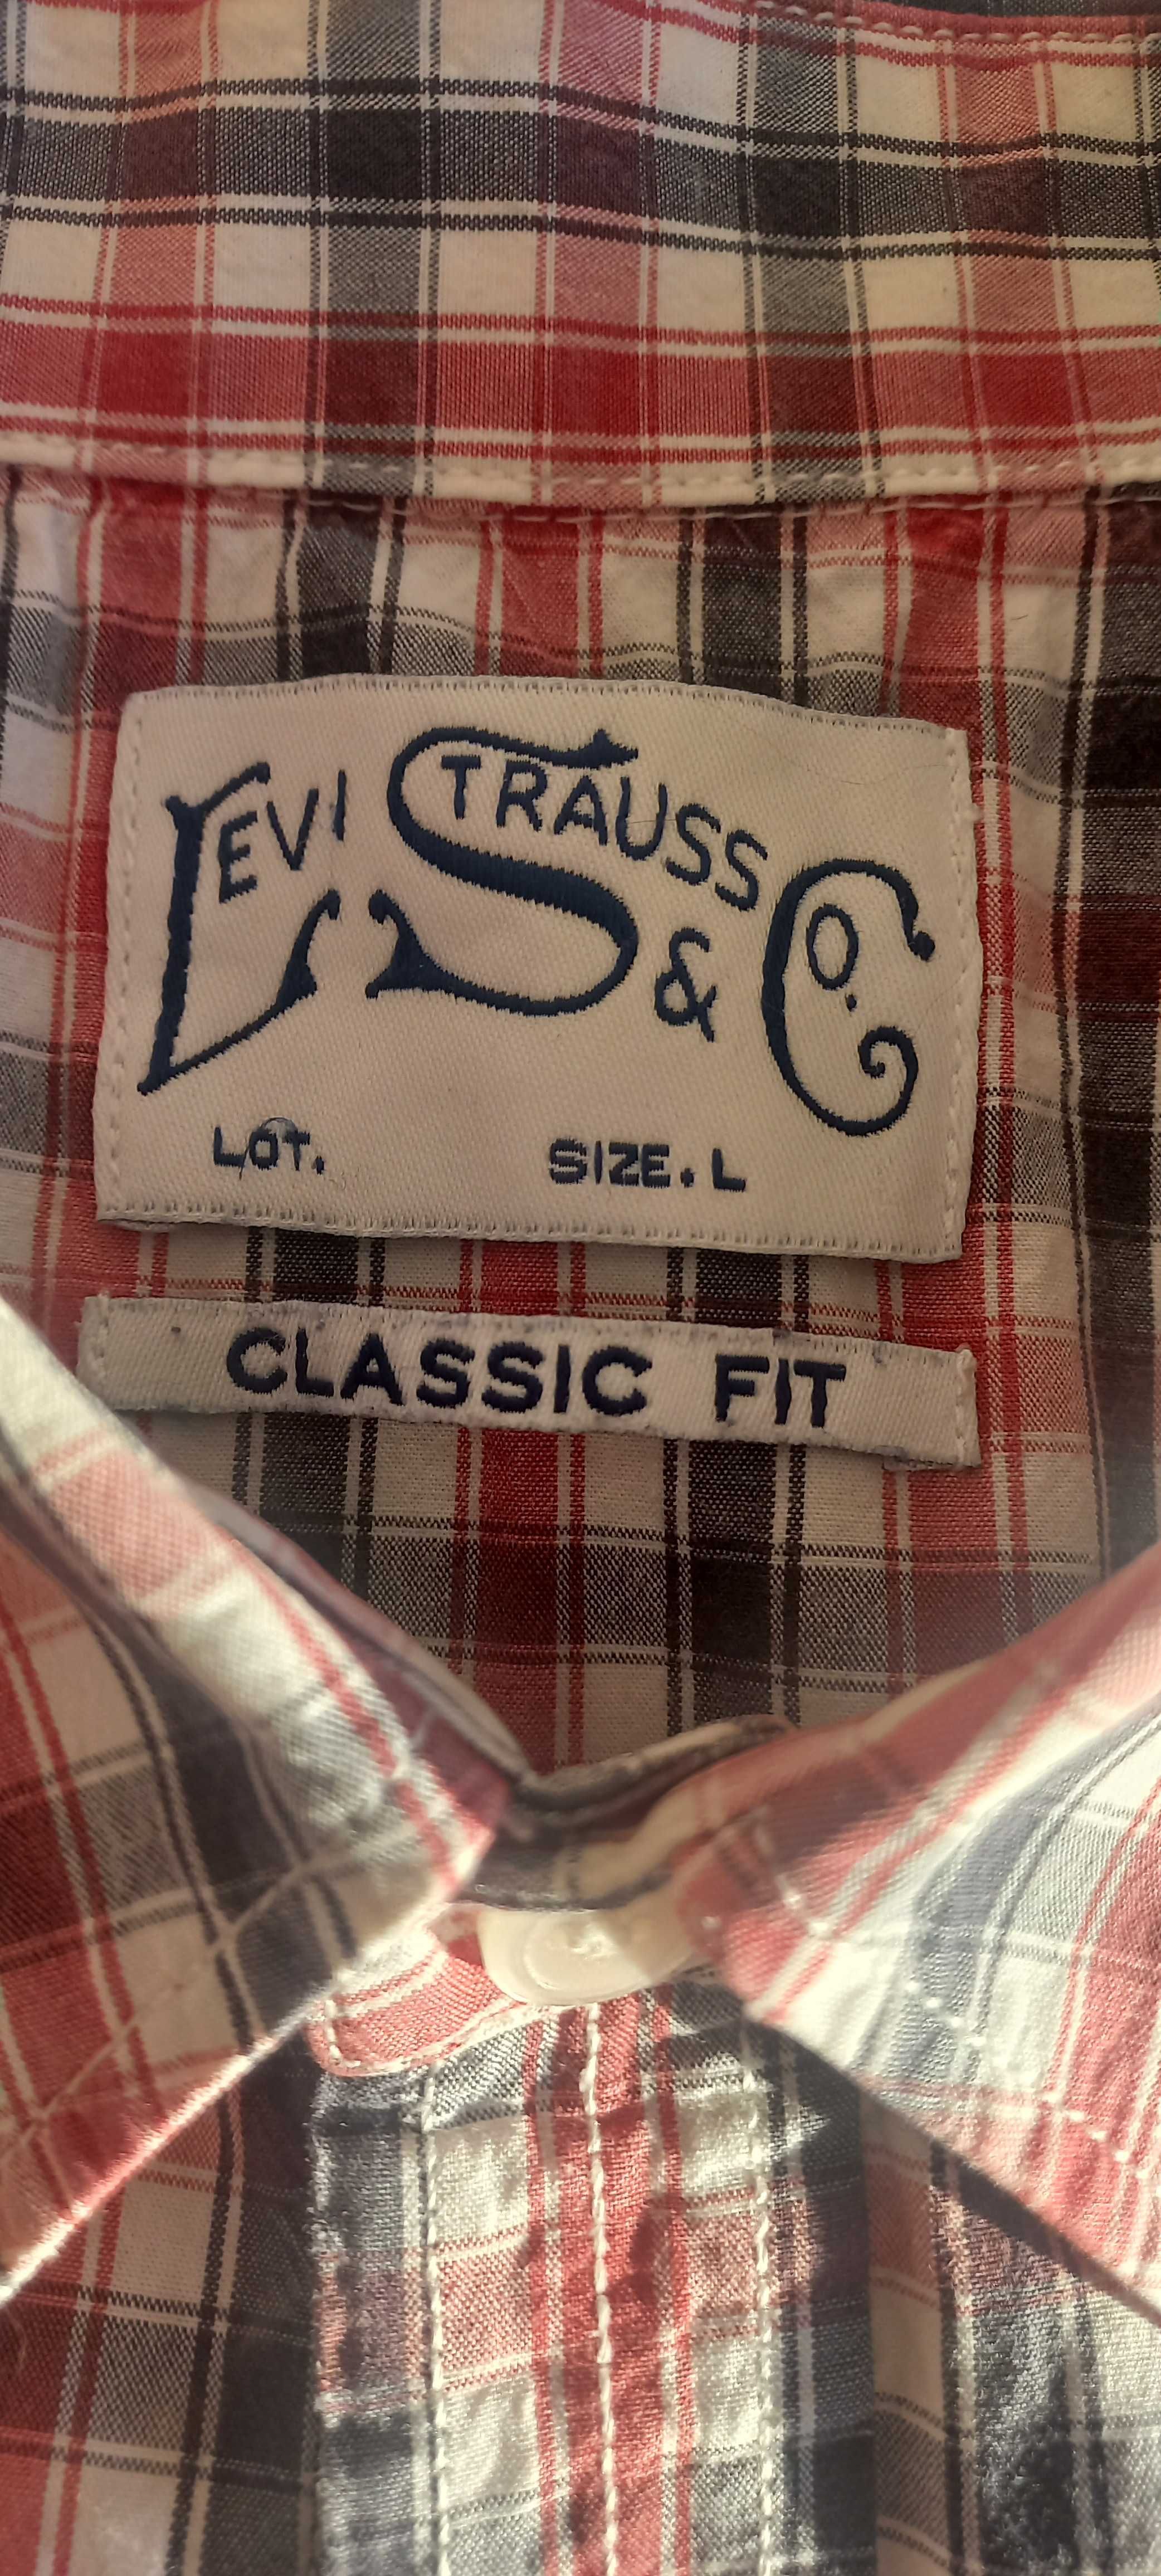 LEVI STRAUSS & CO.
LOT. SIZE. L
CLASSIC FIT